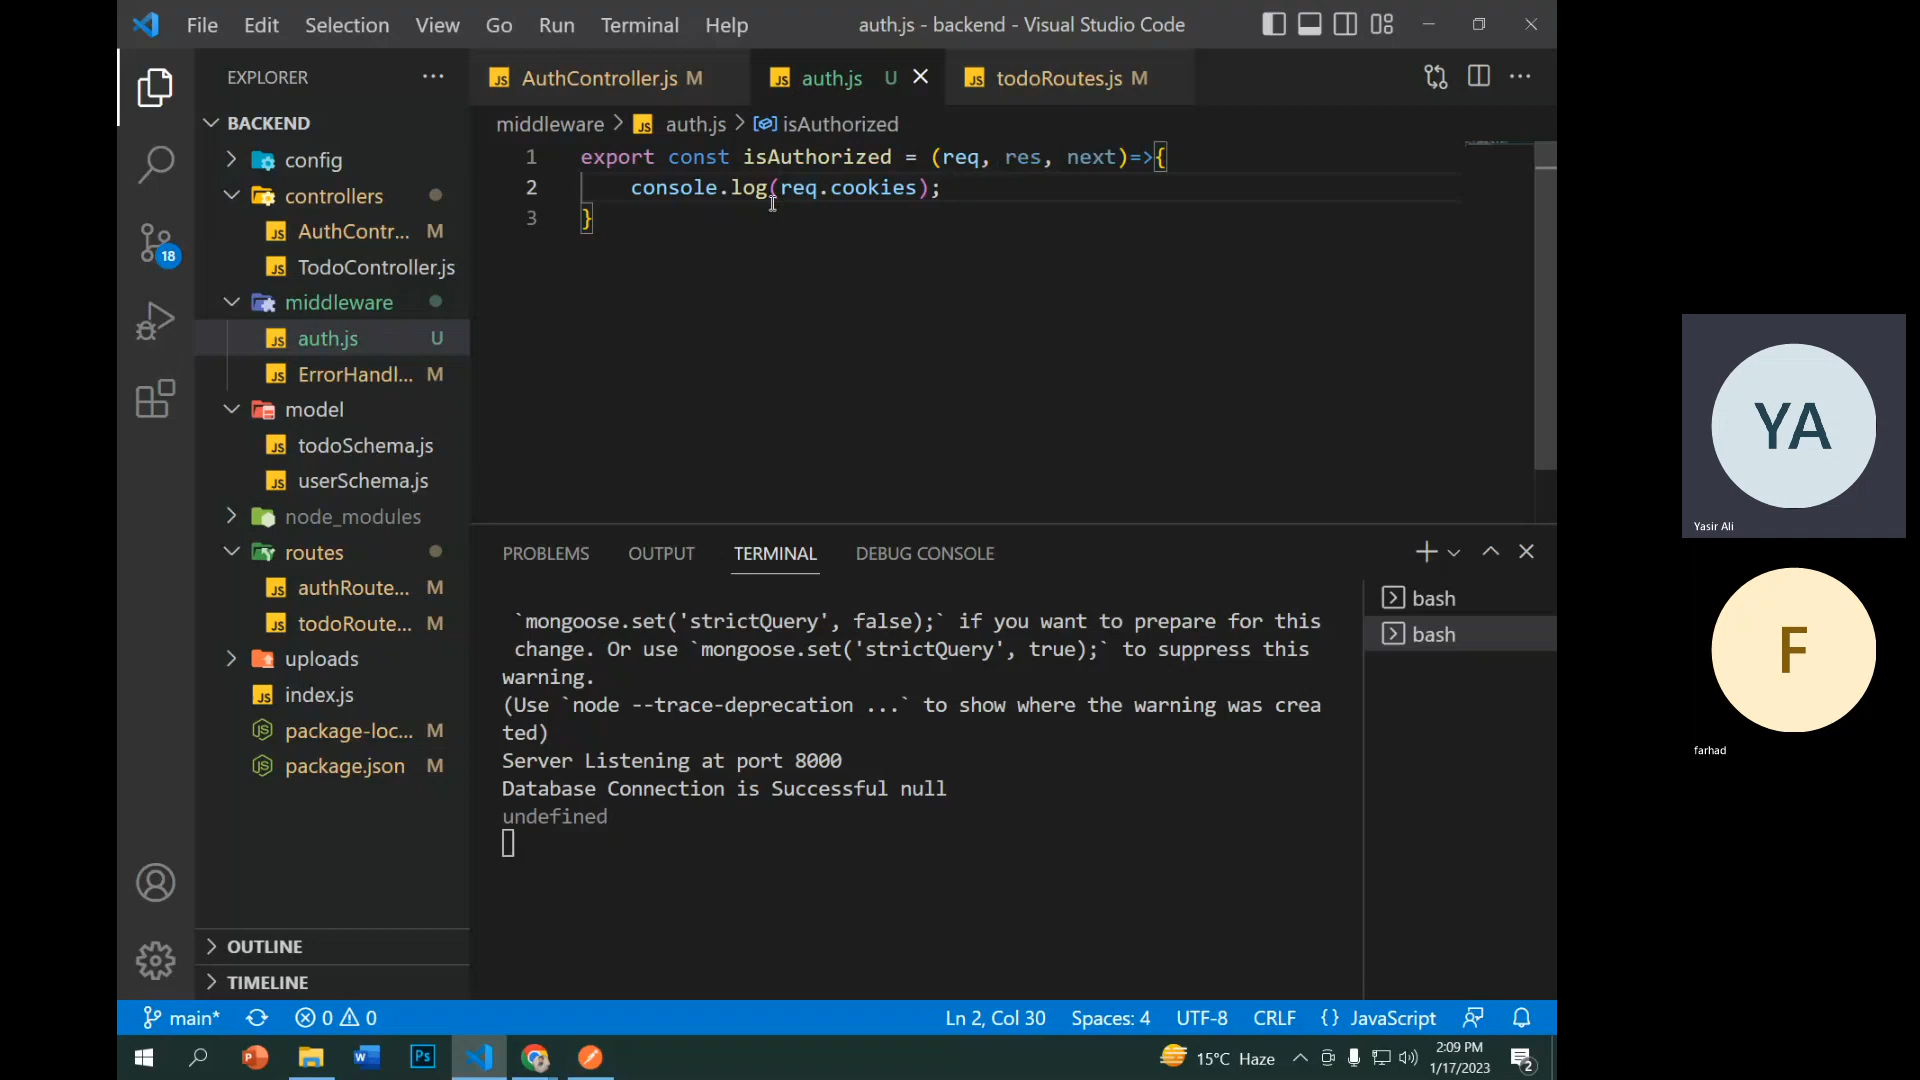 File Edit Selection View Go Run Terminal Help
auth.js - backend - Visual Studio Code
EXPLORER
BACKEND
config
controllers
AuthContr... M
TodoController.js
middleware
auth.js U
ErrorHandl... M
model
todoSchema.js
userSchema.js
node_modules
routes
authRoute... M
todoRoute... M
uploads
index.js
package-loc... M
package.json M
OUTLINE
TIMELINE
18
JS AuthController.js M
JS auth.js U
JS todoRoutes.js M
middleware > JS auth.js > isAuthorized
1 export const isAuthorized = (req, res, next)=>{
2 console.log(req.cookies);
3 }
PROBLEMS OUTPUT TERMINAL DEBUG CONSOLE
`mongoose.set('strictQuery', false);` if you want to prepare for this
change. Or use `mongoose.set('strictQuery', true);` to suppress this
warning.
(Use `node --trace-deprecation ...` to show where the warning was crea
ted)
Server Listening at port 8000
Database Connection is Successful null
undefined
bash
bash
main* 0 0
Ln 2, Col 30 Spaces: 4 UTF-8 CRLF {} JavaScript
15°C Haze
2:09 PM
1/17/2023
2
YA
Yasir Ali
F
farhad